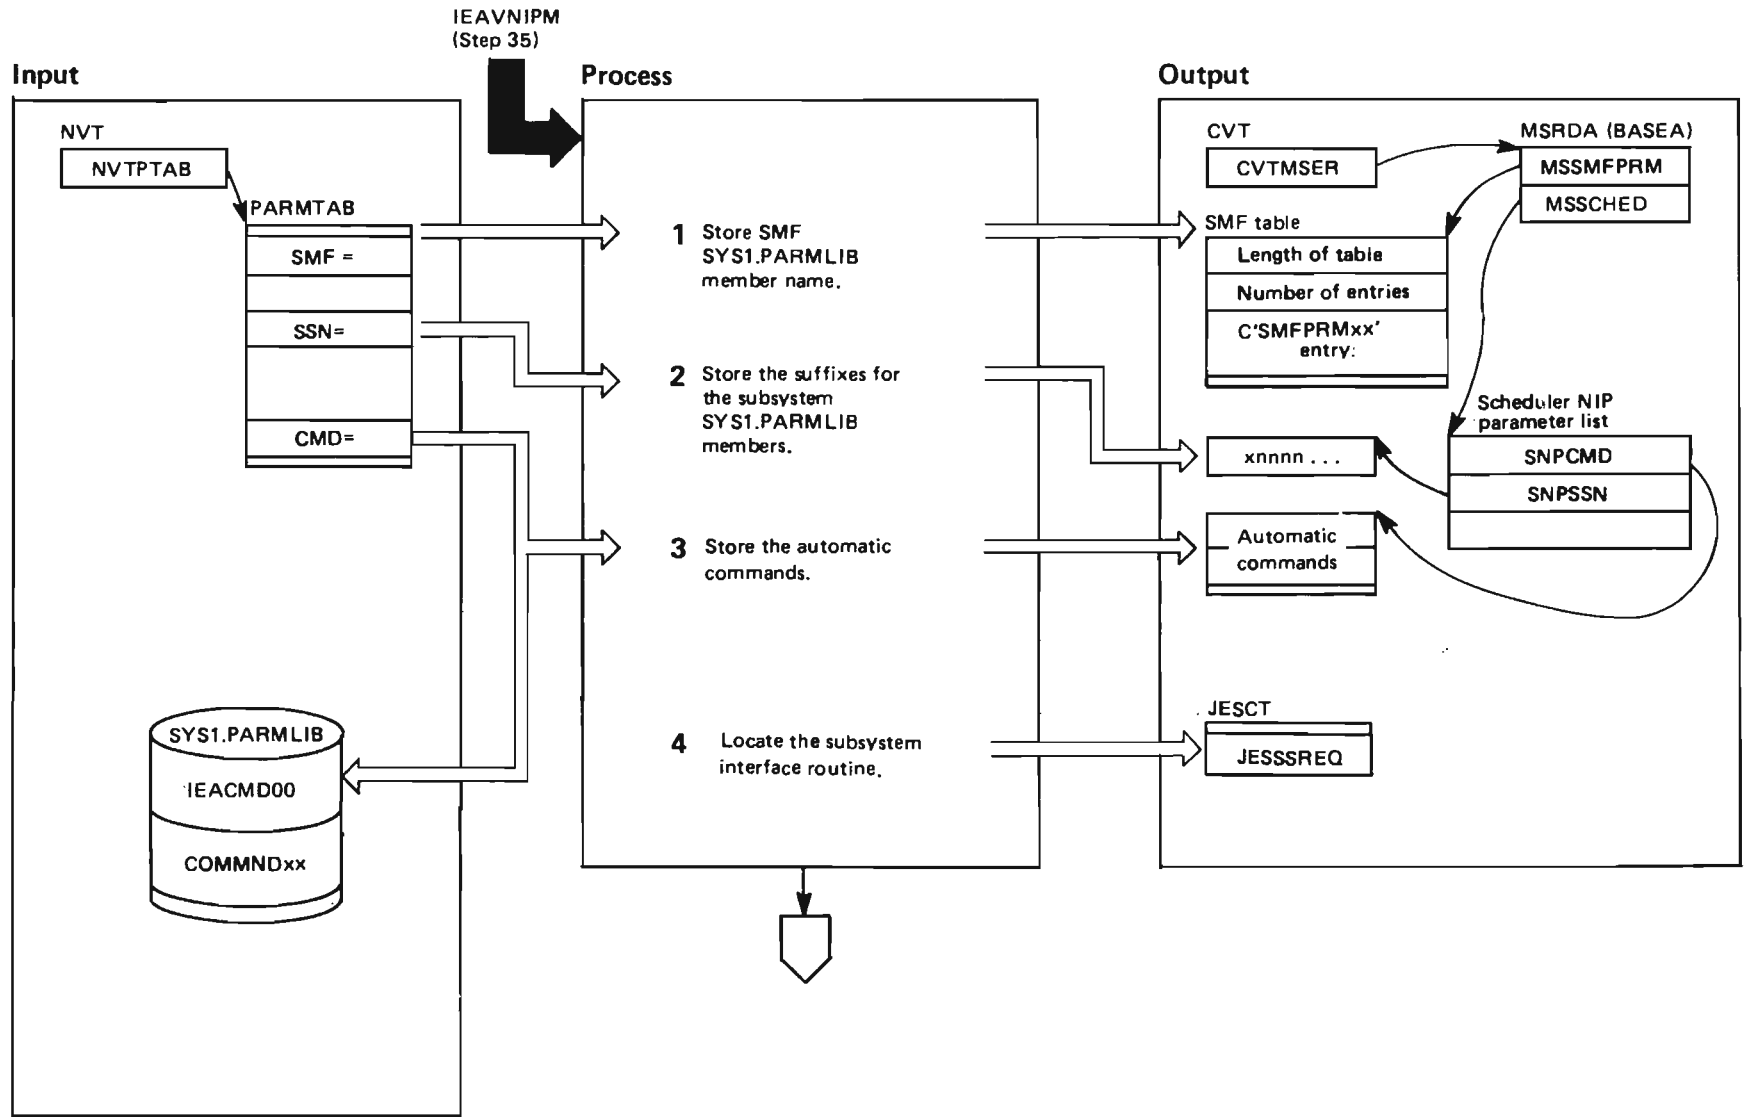 IEAVNIPM
(Step 35)
Input
Process
Output
NVT
NVTPTAB
PARMTAB
SMF =
SSN=
CMD=
SYS1.PARMLIB
IEACMD00
COMMNDxx
1 Store SMF
SYS1.PARMLIB
member name.
2 Store the suffixes for
the subsystem
SYS1.PARMLIB
members.
3 Store the automatic
commands.
4 Locate the subsystem
interface routine.
CVT
CVTMSER
MSRDA (BASEA)
MSSMFPRM
MSSCHED
SMF table
Length of table
Number of entries
C'SMFPRMxx'
entry:
Scheduler NIP
parameter list
SNPCMD
SNPSSN
xnnnn ...
Automatic
commands
JESCT
JESSSREQ